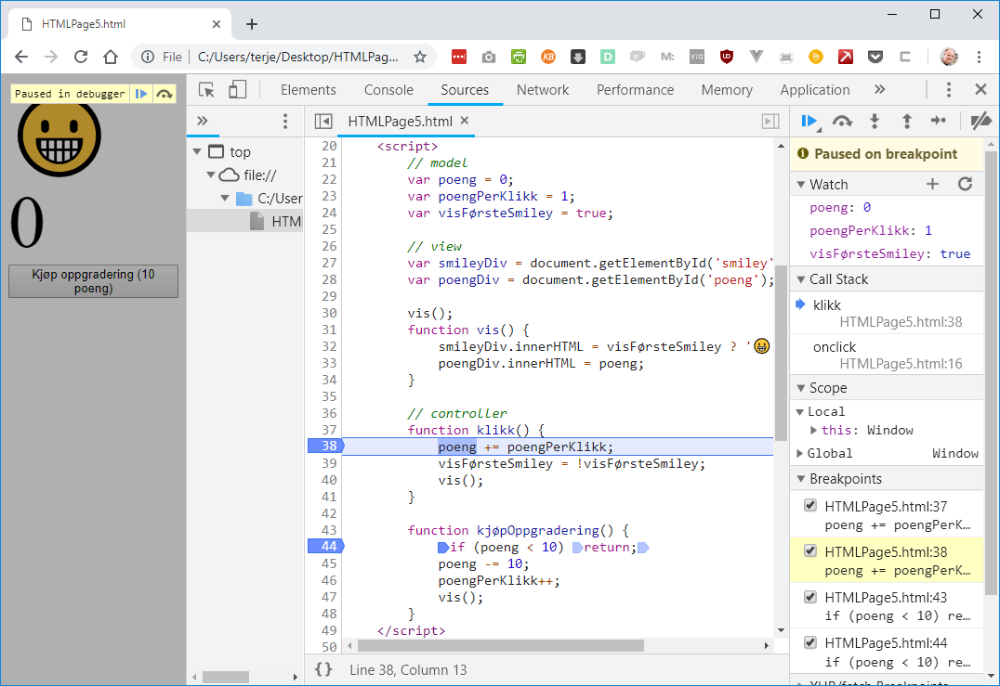 HTMLPage5.html
File C:/Users/terje/Desktop/HTMLPag...
Paused in debugger
0
Kjøp oppgradering (10
poeng)
Elements Console Sources Network Performance Memory Application
top
file://
C:/User
HTM
HTMLPage5.html
20 <script>
21 // model
22 var poeng = 0;
23 var poengPerKlikk = 1;
24 var visFørsteSmiley = true;
25
26 // view
27 var smileyDiv = document.getElementById('smiley'
28 var poengDiv = document.getElementById('poeng');
29
30 vis();
31 function vis() {
32 smileyDiv.innerHTML = visFørsteSmiley ? '😀
33 poengDiv.innerHTML = poeng;
34 }
35
36 // controller
37 function klikk() {
38 poeng += poengPerKlikk;
39 visFørsteSmiley = !visFørsteSmiley;
40 vis();
41 }
42
43 function kjøpOppgradering() {
44 if (poeng < 10) return;
45 poeng -= 10;
46 poengPerKlikk++;
47 vis();
48 }
49 </script>
50
{} Line 38, Column 13
Paused on breakpoint
Watch
poeng: 0
poengPerKlikk: 1
visFørsteSmiley: true
Call Stack
klikk
HTMLPage5.html:38
onclick
HTMLPage5.html:16
Scope
Local
this: Window
Global Window
Breakpoints
HTMLPage5.html:37
poeng += poengPerK...
HTMLPage5.html:38
poeng += poengPerK...
HTMLPage5.html:43
if (poeng < 10) re...
HTMLPage5.html:44
if (poeng < 10) re...
XHR/fetch Breakpoints